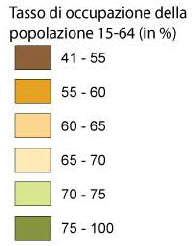 Tasso di occupazione della
popolazione 15-64 (in %)
41 - 55
55 - 60
60 - 65
65 - 70
70 - 75
75 - 100